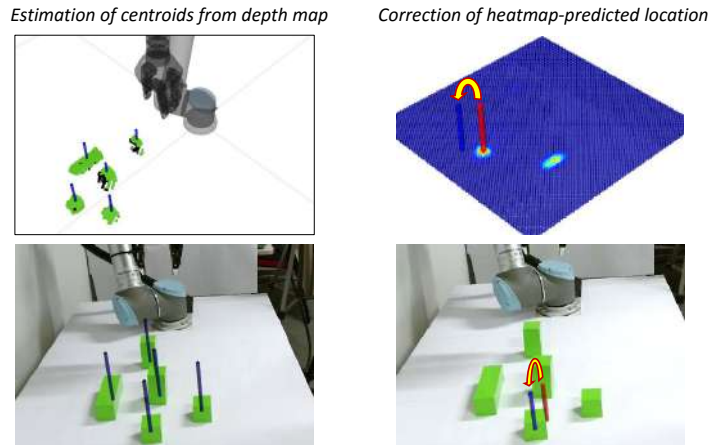 Estimation of centroids from depth map
Correction of heatmap-predicted location